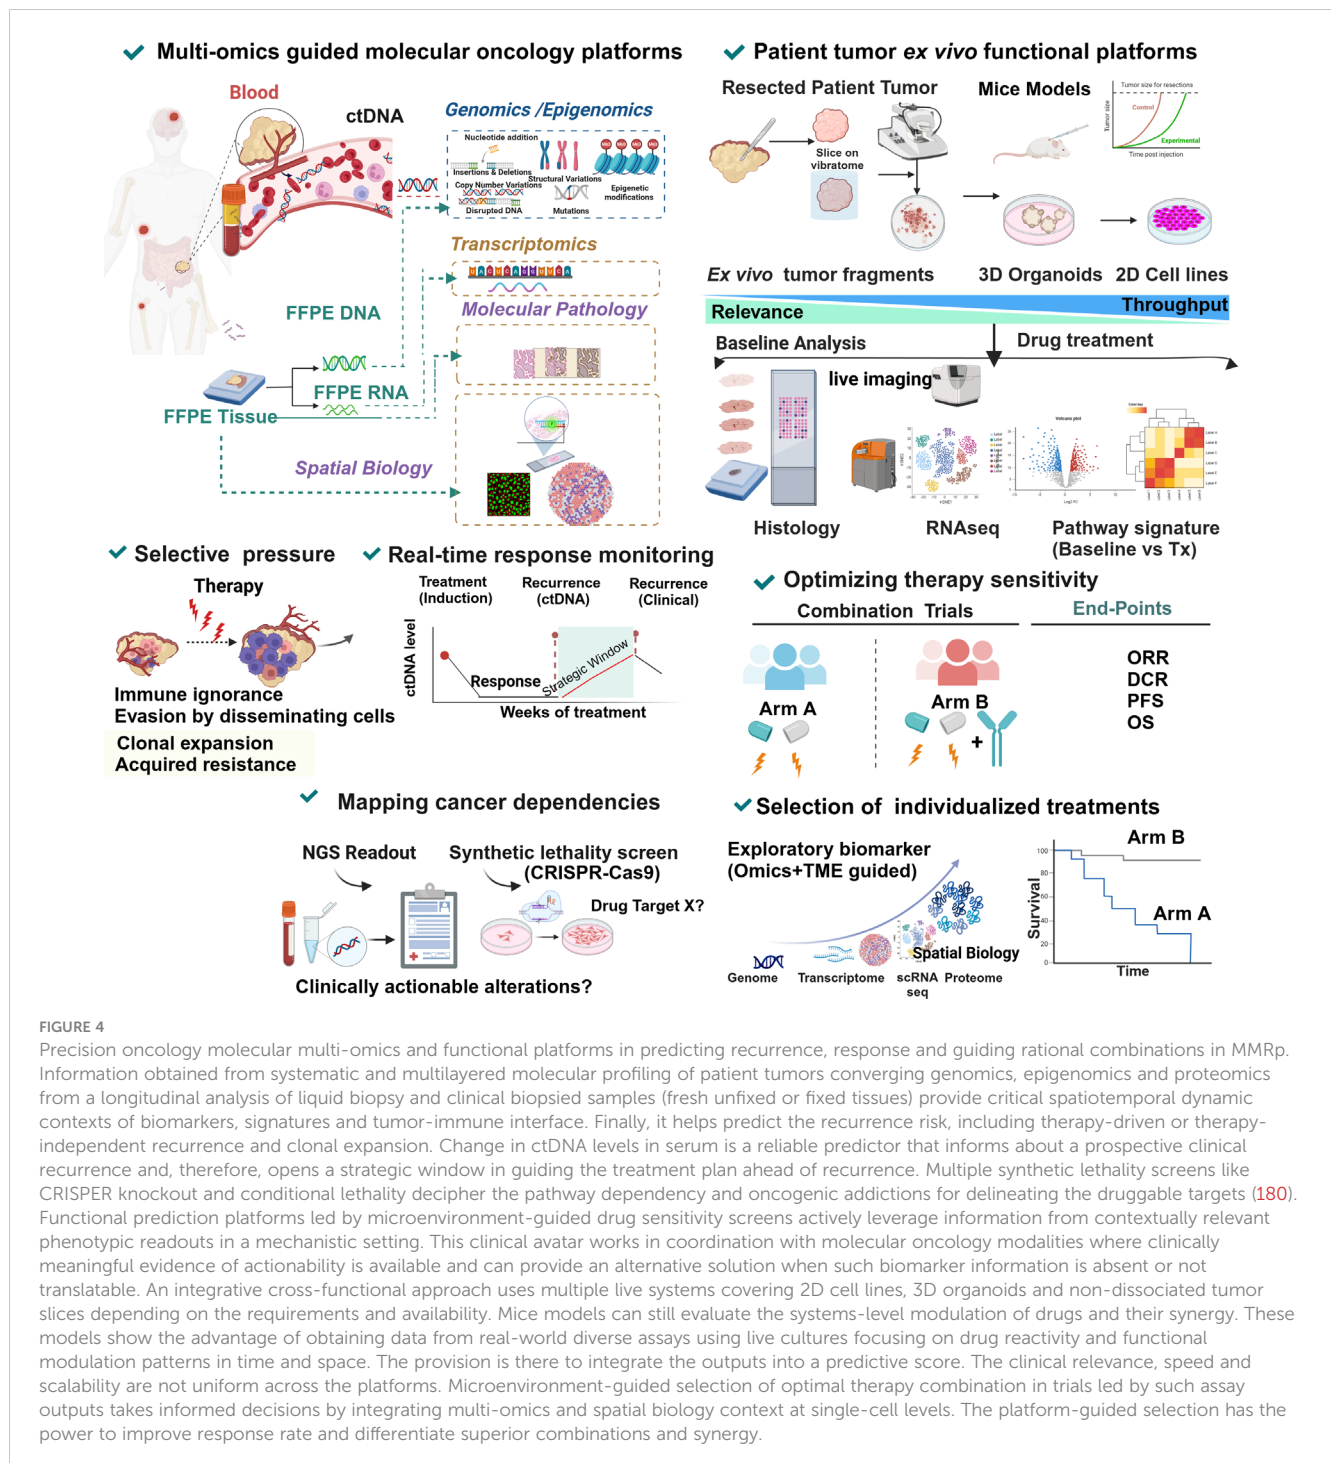 Multi-omics guided molecular oncology platforms
Blood
ctDNA
Genomics /Epigenomics
Nucleotide addition
Insertions & Deletions
Structural Variations
Copy Number Variations
Disrupted DNA
Mutations
Epigenetic
modifications
Transcriptomics
Molecular Pathology
FFPE DNA
FFPE RNA
FFPE Tissue
Spatial Biology
Patient tumor ex vivo functional platforms
Resected Patient Tumor
Mice Models
Slice on
vibratome
Tumor size for resections
Tumor size
Control
Experimental
Time post injection
Ex vivo tumor fragments
3D Organoids
2D Cell lines
Relevance
Throughput
Baseline Analysis
Drug treatment
live imaging
Volcano plot
Color key
Histology
RNAseq
Pathway signature
(Baseline vs Tx)
Selective pressure
Therapy
Immune ignorance
Evasion by disseminating cells
Clonal expansion
Acquired resistance
Real-time response monitoring
Treatment
(Induction)
Recurrence
(ctDNA)
Recurrence
(Clinical)
ctDNA level
Response
Strategic Window
Weeks of treatment
Optimizing therapy sensitivity
Combination Trials
End-Points
Arm A
Arm B
+
ORR
DCR
PFS
OS
Mapping cancer dependencies
NGS Readout
Synthetic lethality screen
(CRISPR-Cas9)
Drug Target X?
Clinically actionable alterations?
Selection of individualized treatments
Exploratory biomarker
(Omics+TME guided)
Spatial Biology
Genome
Transcriptome
scRNA
seq
Proteome
Survival
100
80
60
40
20
0
Arm B
Arm A
Time
FIGURE 4
Precision oncology molecular multi-omics and functional platforms in predicting recurrence, response and guiding rational combinations in MMRp.
Information obtained from systematic and multilayered molecular profiling of patient tumors converging genomics, epigenomics and proteomics
from a longitudinal analysis of liquid biopsy and clinical biopsied samples (fresh unfixed or fixed tissues) provide critical spatiotemporal dynamic
contexts of biomarkers, signatures and tumor-immune interface. Finally, it helps predict the recurrence risk, including therapy-driven or therapy-
independent recurrence and clonal expansion. Change in ctDNA levels in serum is a reliable predictor that informs about a prospective clinical
recurrence and, therefore, opens a strategic window in guiding the treatment plan ahead of recurrence. Multiple synthetic lethality screens like
CRISPER knockout and conditional lethality decipher the pathway dependency and oncogenic addictions for delineating the druggable targets (180).
Functional prediction platforms led by microenvironment-guided drug sensitivity screens actively leverage information from contextually relevant
phenotypic readouts in a mechanistic setting. This clinical avatar works in coordination with molecular oncology modalities where clinically
meaningful evidence of actionability is available and can provide an alternative solution when such biomarker information is absent or not
translatable. An integrative cross-functional approach uses multiple live systems covering 2D cell lines, 3D organoids and non-dissociated tumor
slices depending on the requirements and availability. Mice models can still evaluate the systems-level modulation of drugs and their synergy. These
models show the advantage of obtaining data from real-world diverse assays using live cultures focusing on drug reactivity and functional
modulation patterns in time and space. The provision is there to integrate the outputs into a predictive score. The clinical relevance, speed and
scalability are not uniform across the platforms. Microenvironment-guided selection of optimal therapy combination in trials led by such assay
outputs takes informed decisions by integrating multi-omics and spatial biology context at single-cell levels. The platform-guided selection has the
power to improve response rate and differentiate superior combinations and synergy.